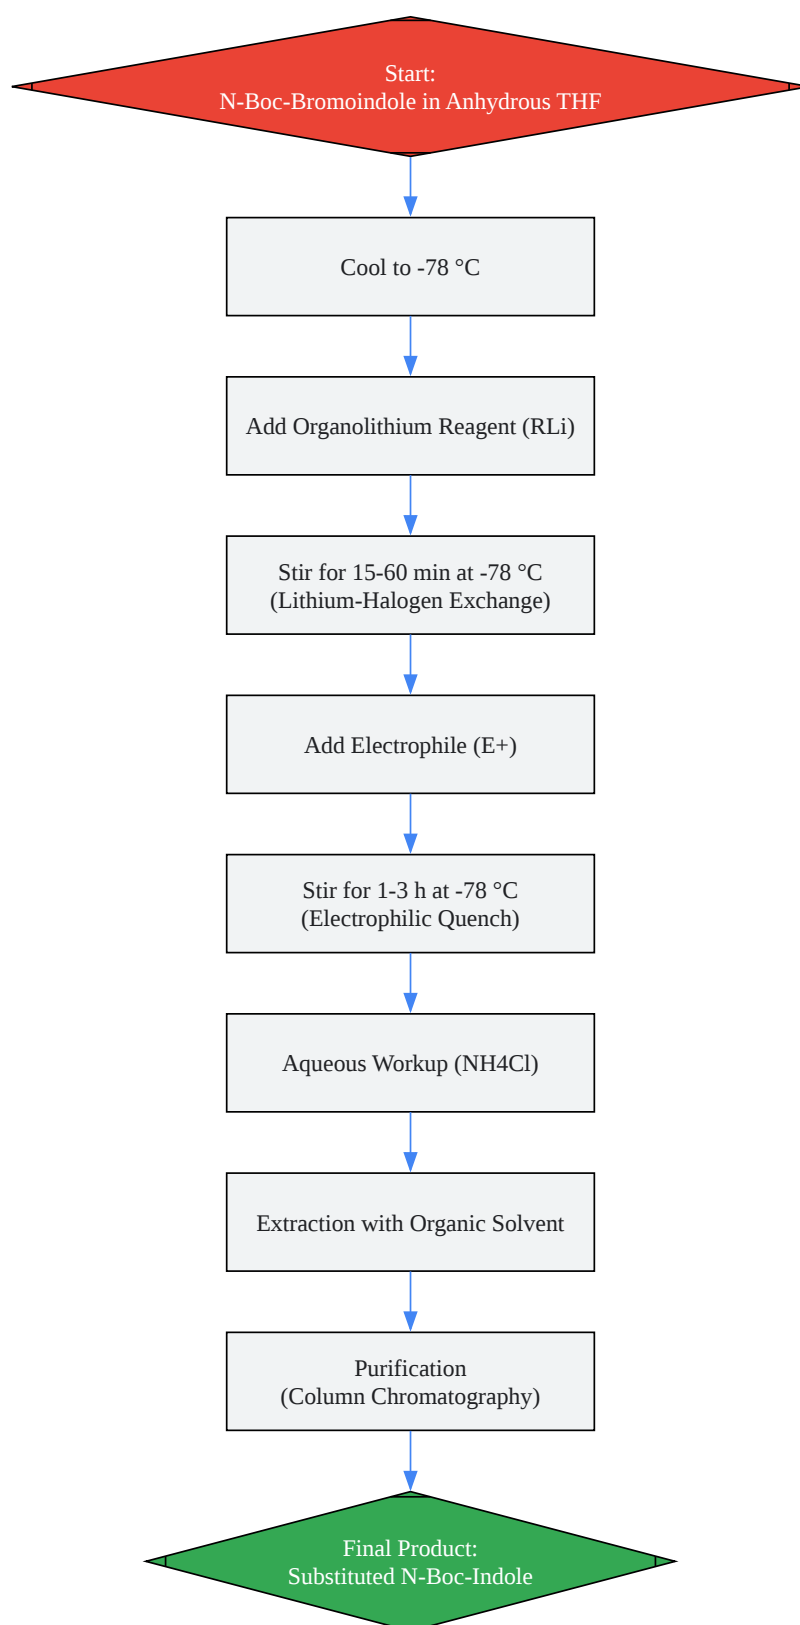 Start:
N-Boc-Bromoindole in Anhydrous THF
Cool to -78 °C
Add Organolithium Reagent (RLi)
Stir for 15-60 min at -78 °C
(Lithium-Halogen Exchange)
Add Electrophile (E+)
Stir for 1-3 h at -78 °C
(Electrophilic Quench)
Aqueous Workup (NH4Cl)
Extraction with Organic Solvent
Purification
(Column Chromatography)
Final Product:
Substituted N-Boc-Indole